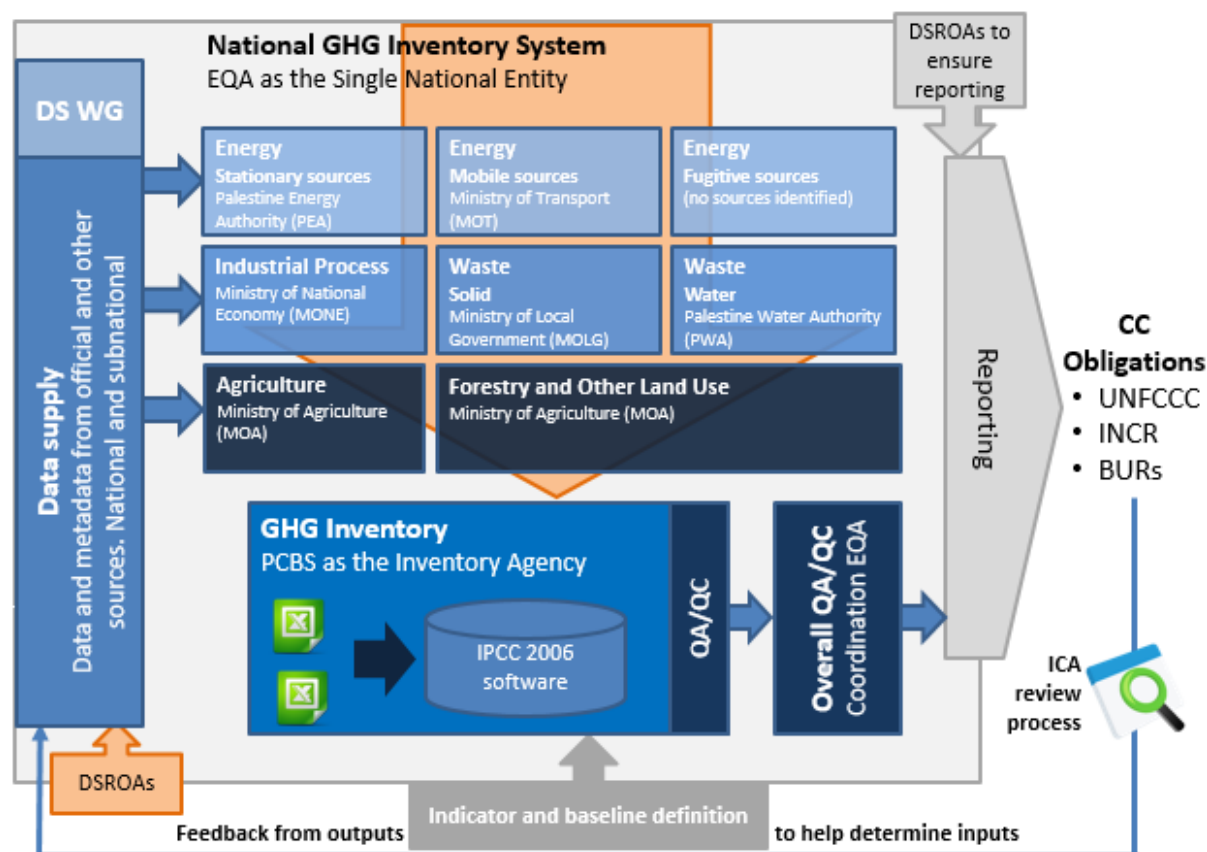 National GHG Inventory System
EQA as the Single National Entity
DSROAs to
ensure
reporting
DS WG
Data supply
Data and metadata from official and other
sources. National and subnational
Energy
Stationary sources
Palestine Energy
Authority (PEA)
Energy
Mobile sources
Ministry of Transport
(MOT)
Energy
Fugitive sources
(no sources identified)
Industrial Process
Ministry of National
Economy (MONE)
Waste
Solid
Ministry of Local
Government (MOLG)
Waste
Water
Palestine Water Authority
(PWA)
Agriculture
Ministry of Agriculture
(MOA)
Forestry and Other Land Use
Ministry of Agriculture (MOA)
GHG Inventory
PCBS as the Inventory Agency
IPCC 2006
software
QA/QC
Overall QA/QC
Coordination EQA
Reporting
CC
Obligations
• UNFCCC
• INCR
• BURs
ICA
review
process
DSROAs
Indicator and baseline definition
Feedback from outputs
to help determine inputs